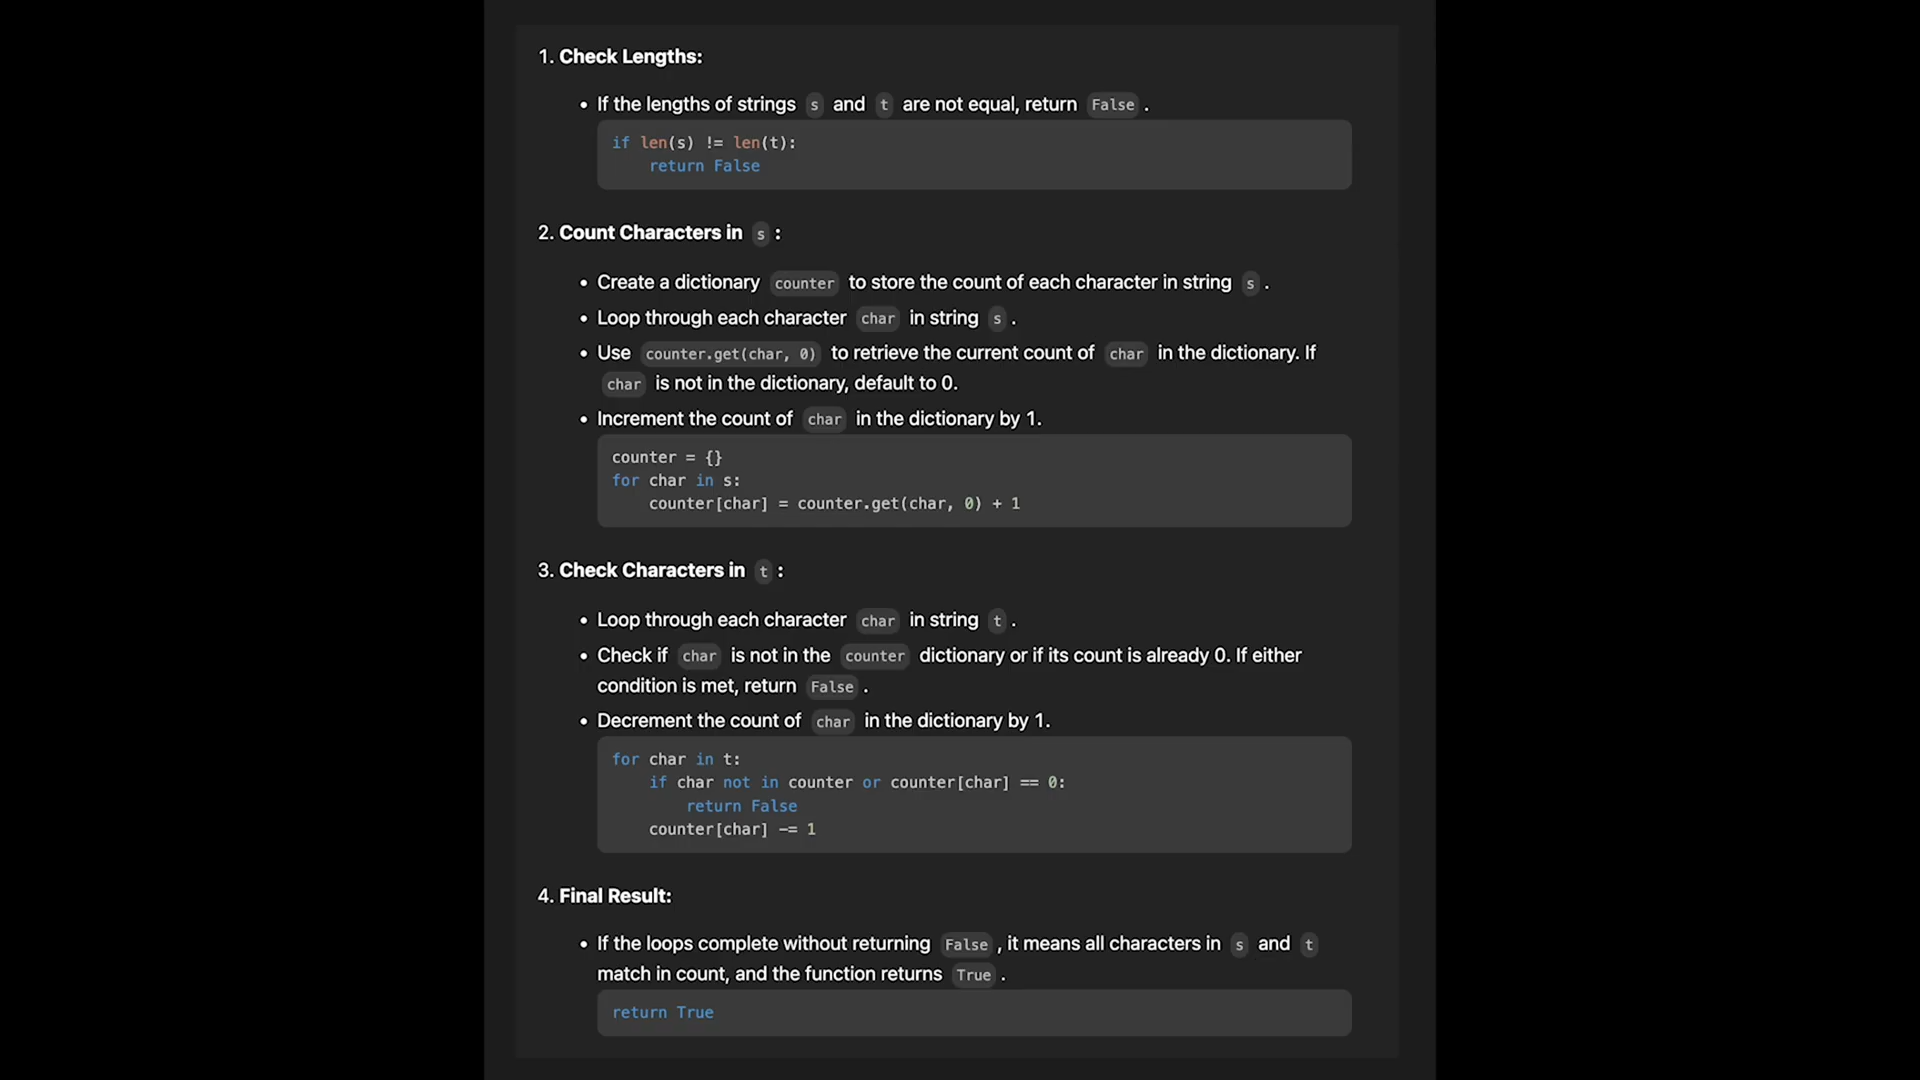 1. Check Lengths:
• If the lengths of strings s and t are not equal, return False .
if len(s) != len(t):
    return False
2. Count Characters in s :
• Create a dictionary counter to store the count of each character in string s .
• Loop through each character char in string s .
• Use counter.get(char, 0) to retrieve the current count of char in the dictionary. If
char is not in the dictionary, default to 0.
• Increment the count of char in the dictionary by 1.
counter = {}
for char in s:
    counter[char] = counter.get(char, 0) + 1
3. Check Characters in t :
• Loop through each character char in string t .
• Check if char is not in the counter dictionary or if its count is already 0. If either
condition is met, return False .
• Decrement the count of char in the dictionary by 1.
for char in t:
    if char not in counter or counter[char] == 0:
        return False
    counter[char] -= 1
4. Final Result:
• If the loops complete without returning False , it means all characters in s and t
match in count, and the function returns True .
return True